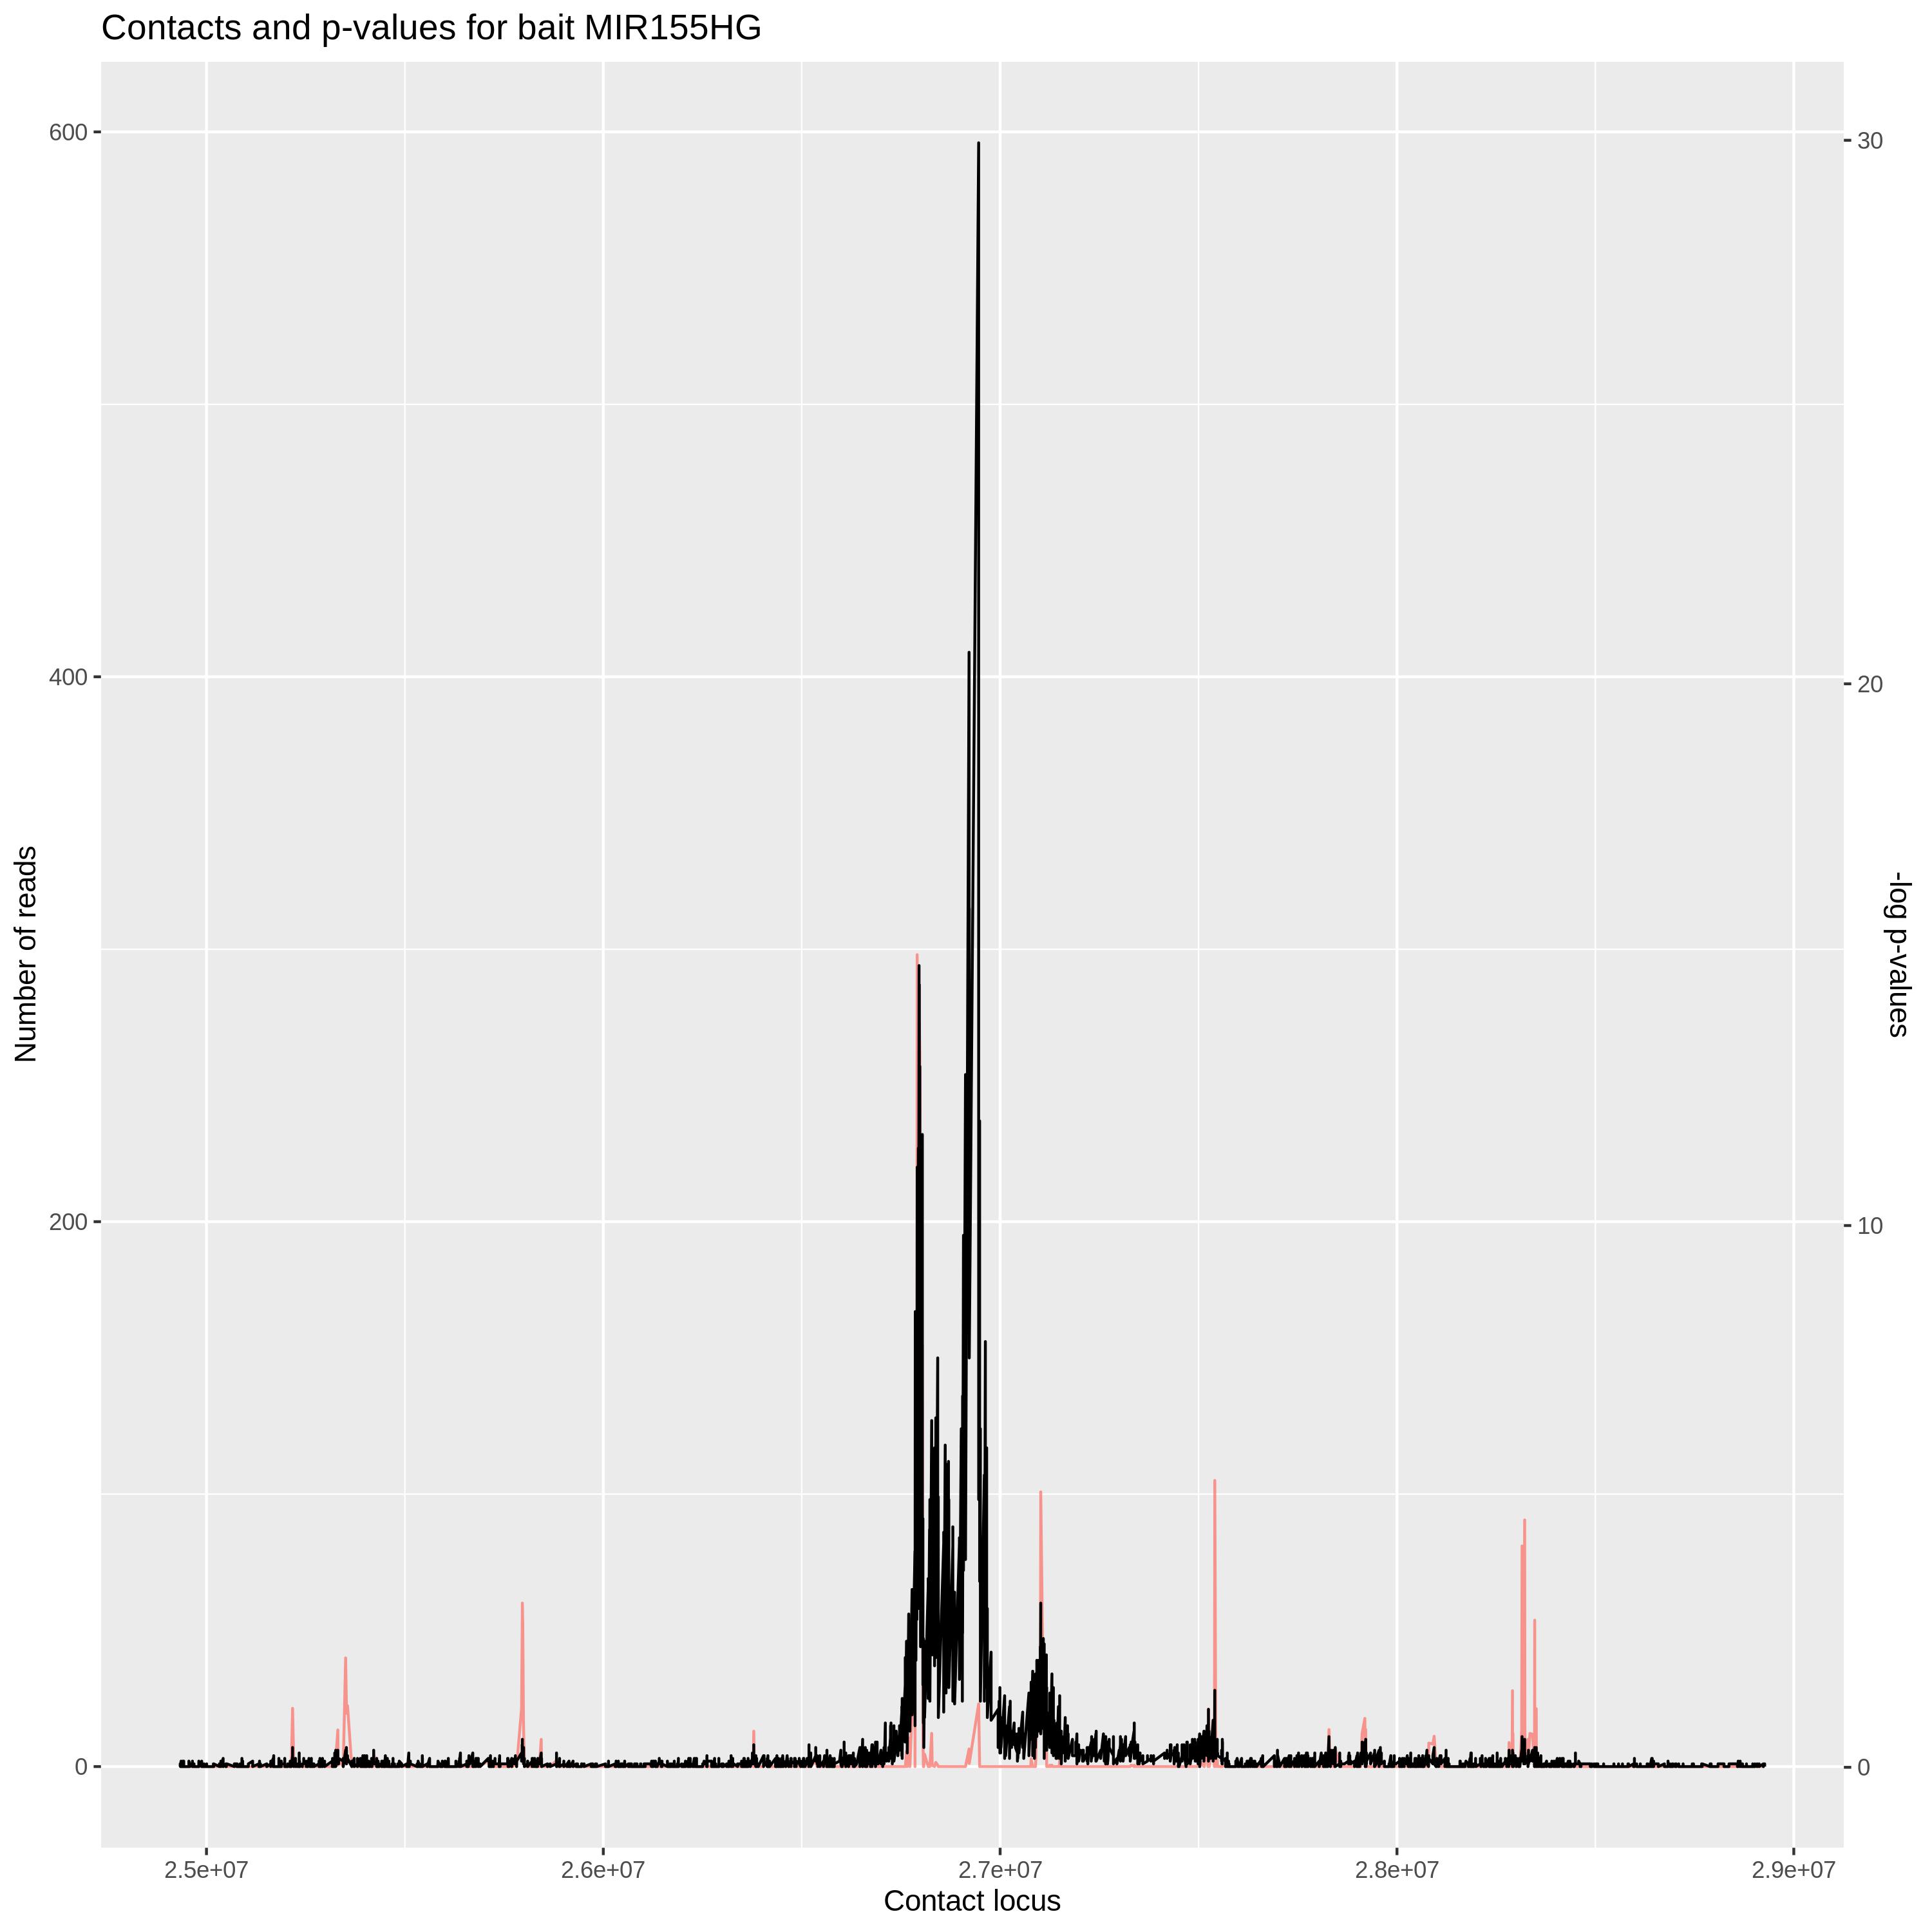 Contacts and p-values for bait MIR155HG
600
400
200
0
30
20
10
0
Number of reads
-log p-values
2.5e+07
2.6e+07
2.7e+07
2.8e+07
2.9e+07
Contact locus